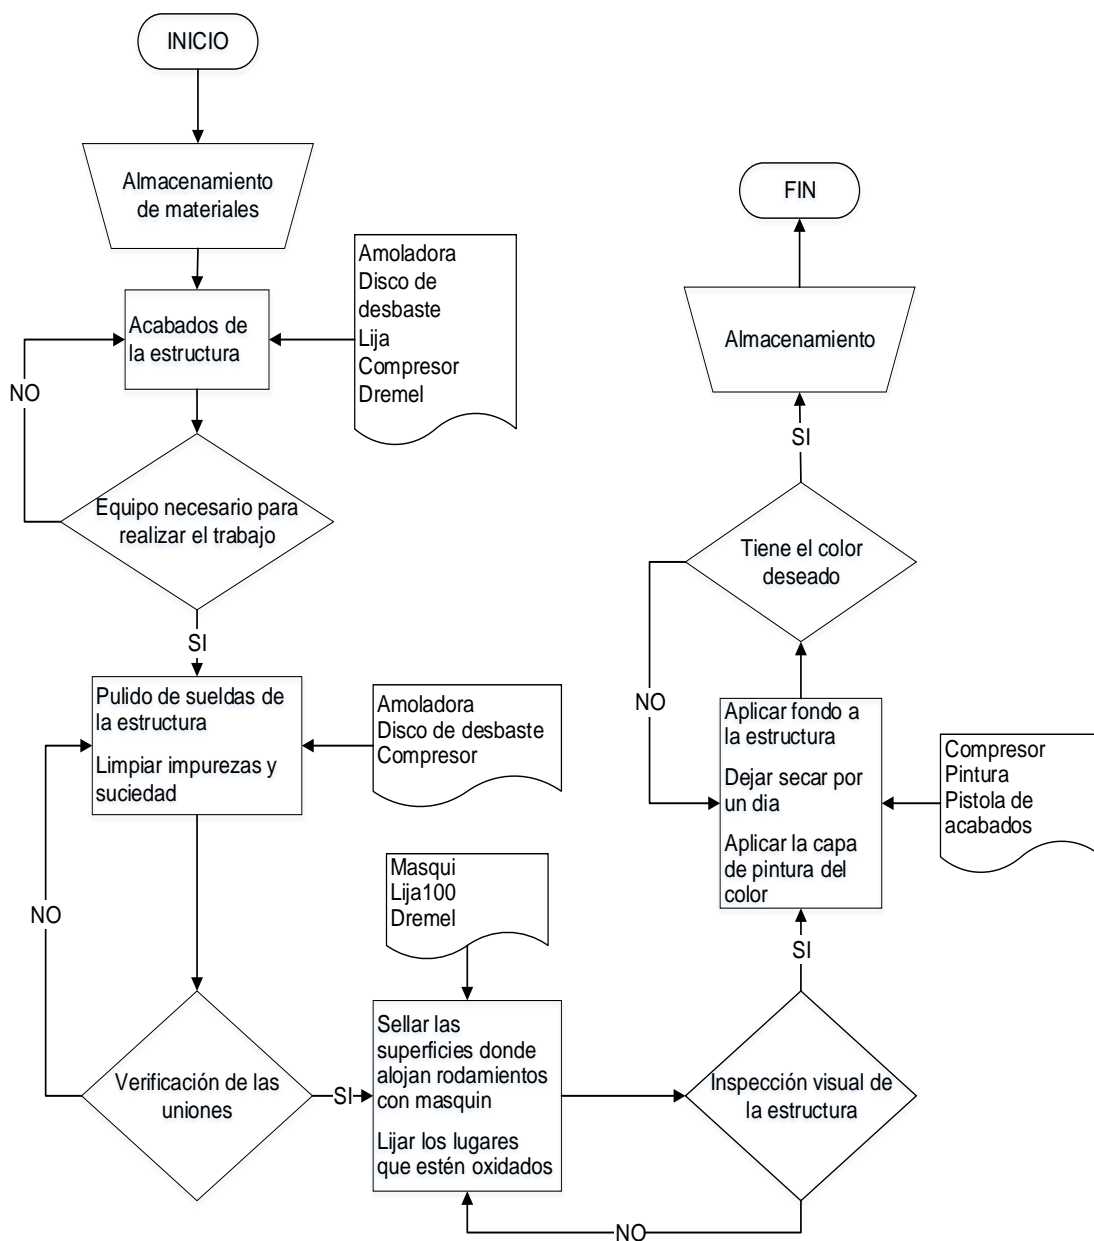 INICIO
Almacenamiento
de materiales
Acabados de
la estructura
Amoladora
Disco de
desbaste
Lija
Compresor
Dremel
NO
Equipo necesario para
realizar el trabajo
SI
Pulido de sueldas de
la estructura
Limpiar impurezas y
suciedad
Amoladora
Disco de desbaste
Compresor
NO
Verificación de las
uniones
SI
Masqui
Lija100
Dremel
Sellar las
superficies donde
alojan rodamientos
con masquin
Lijar los lugares
que estén oxidados
Inspección visual de
la estructura
NO
SI
Aplicar fondo a
la estructura
Dejar secar por
un dia
Aplicar la capa
de pintura del
color
Compresor
Pintura
Pistola de
acabados
NO
Tiene el color
deseado
SI
Almacenamiento
FIN